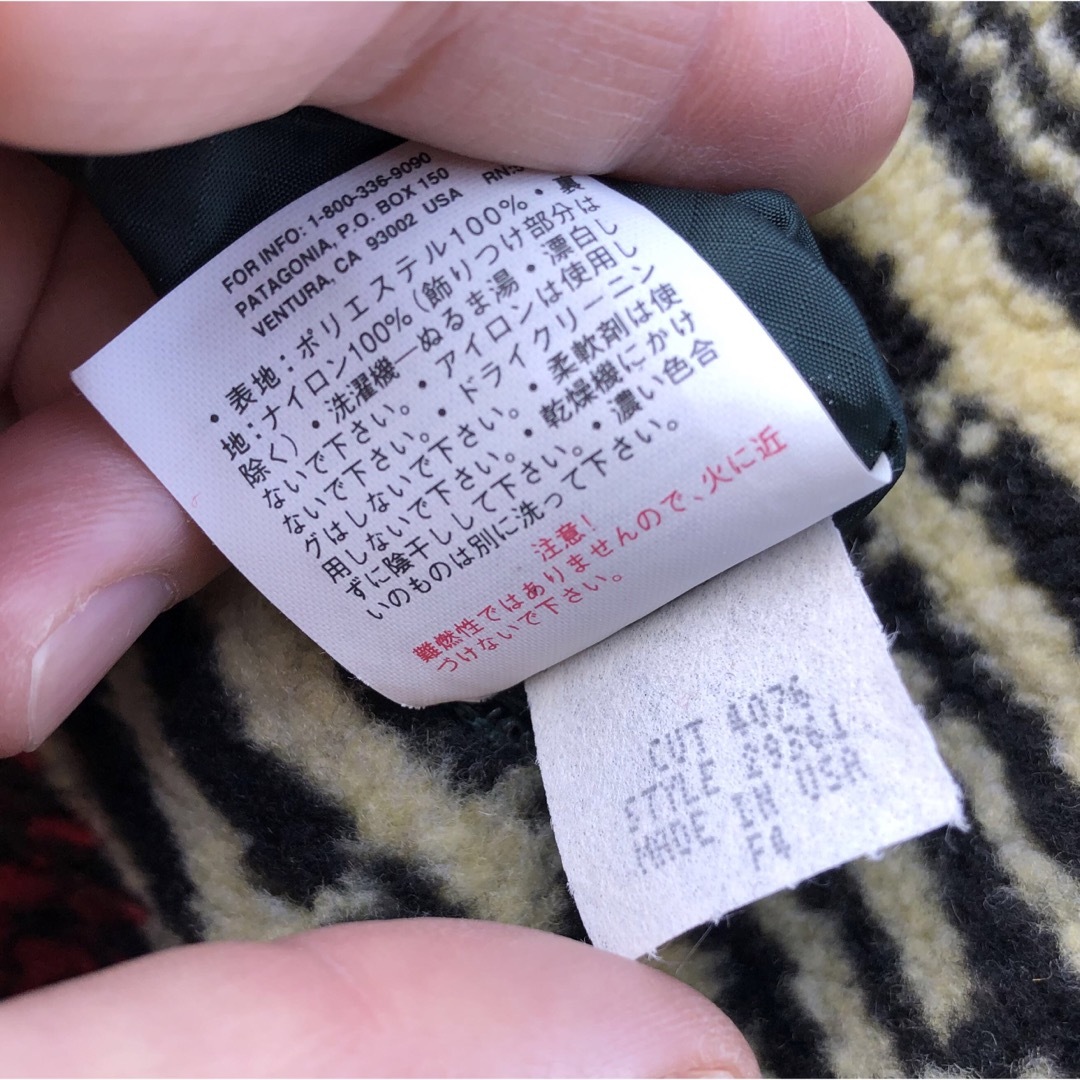 FOR INFO: 1-800-336-9090
PATAGONIA, P.O. BOX 150
VENTURA, CA 93002 USA RN:
・表地：ポリエステル100%・裏
地：ナイロン100%（飾りつけ部分は
除く）・洗濯機―ぬるま湯・漂白し
ないで下さい。・アイロンは使用し
ないで下さい。・ドライクリーニン
グはしないで下さい。・柔軟剤は使
用しないで下さい。・乾燥機にかけ
ずに陰干しして下さい。・濃い色合
いのものは別に洗って下さい。
注意！
難燃性ではありませんので、火に近
づけないで下さい。
CUT
STYLE
MADE IN USA
F4